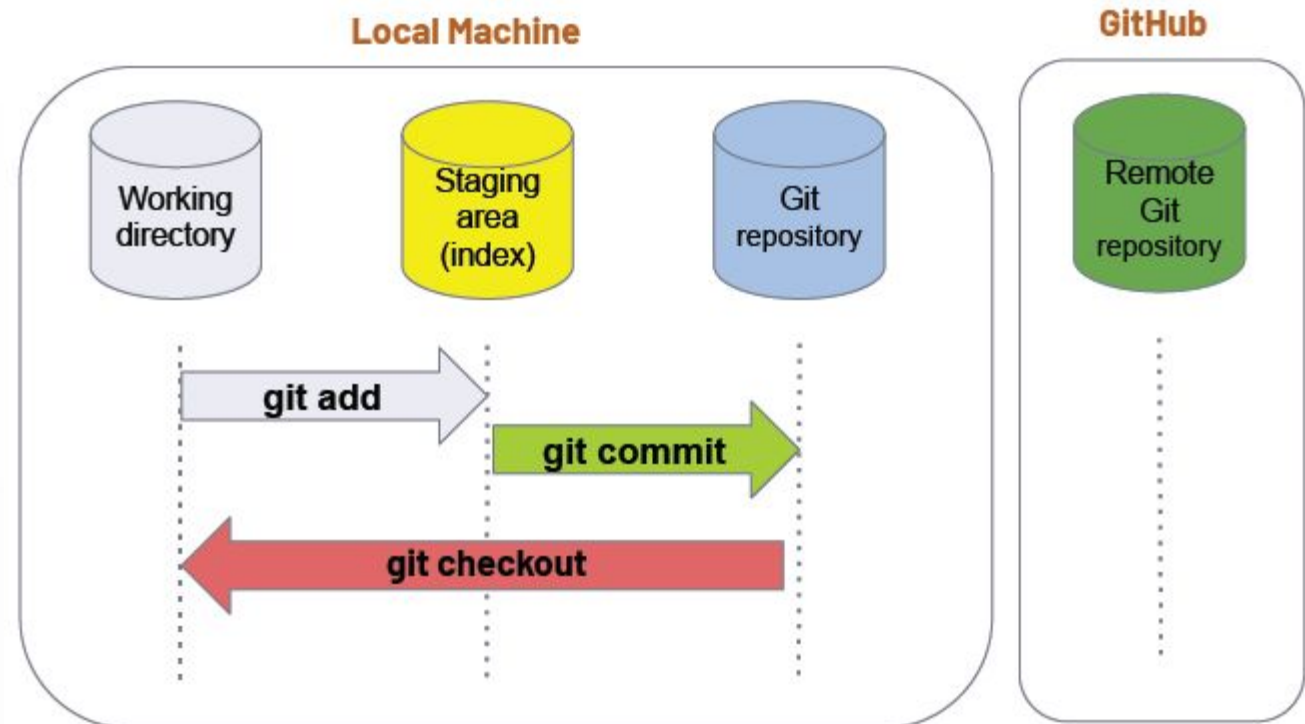 Local Machine
GitHub
Working
directory
Staging
area
(index)
Git
repository
Remote
Git
repository
git add
git commit
git checkout